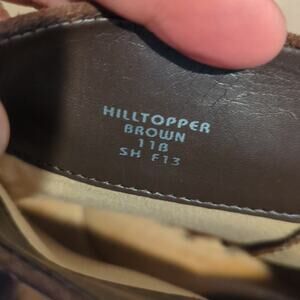 HILLTOPPER
BROWN
11B
SH F13